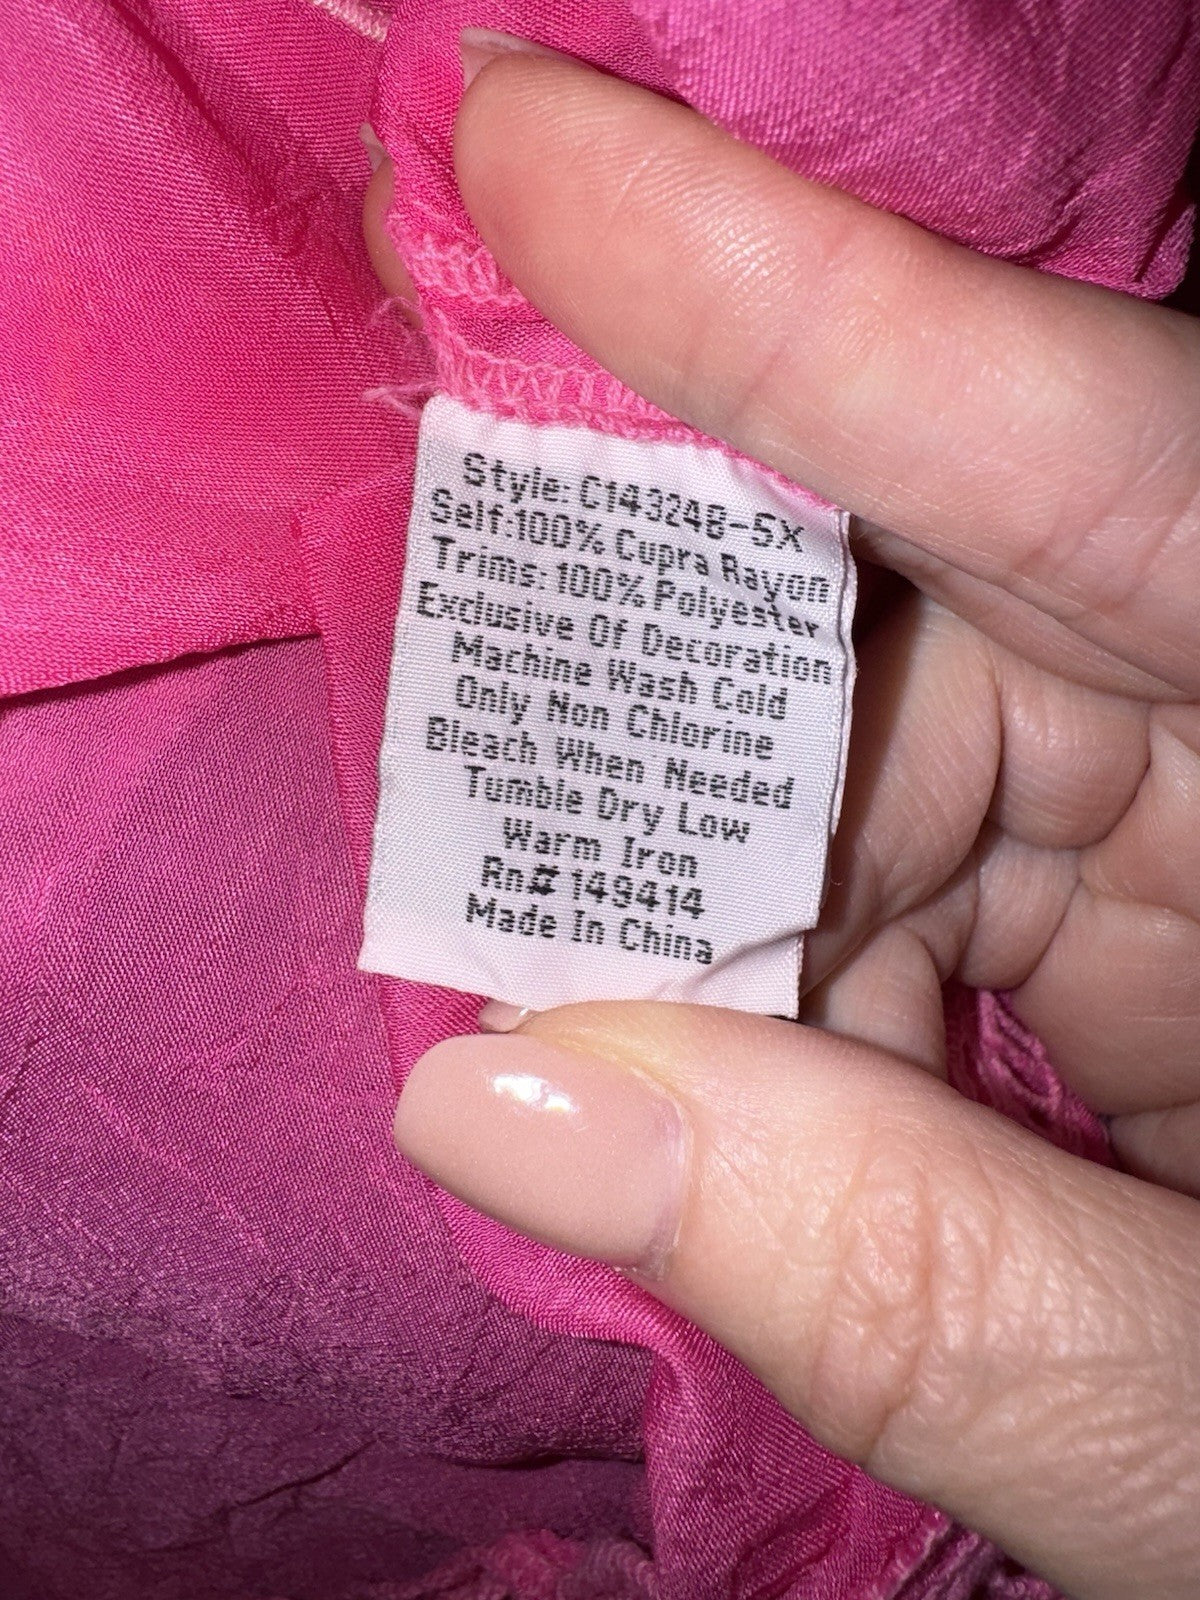 Style: C143248-5X
Self:100% Cupra Rayon
Trims: 100% Polyester
Exclusive Of Decoration
Machine Wash Cold
Only Non Chlorine
Bleach When Needed
Tumble Dry Low
Warm Iron
Rn# 149414
Made In China